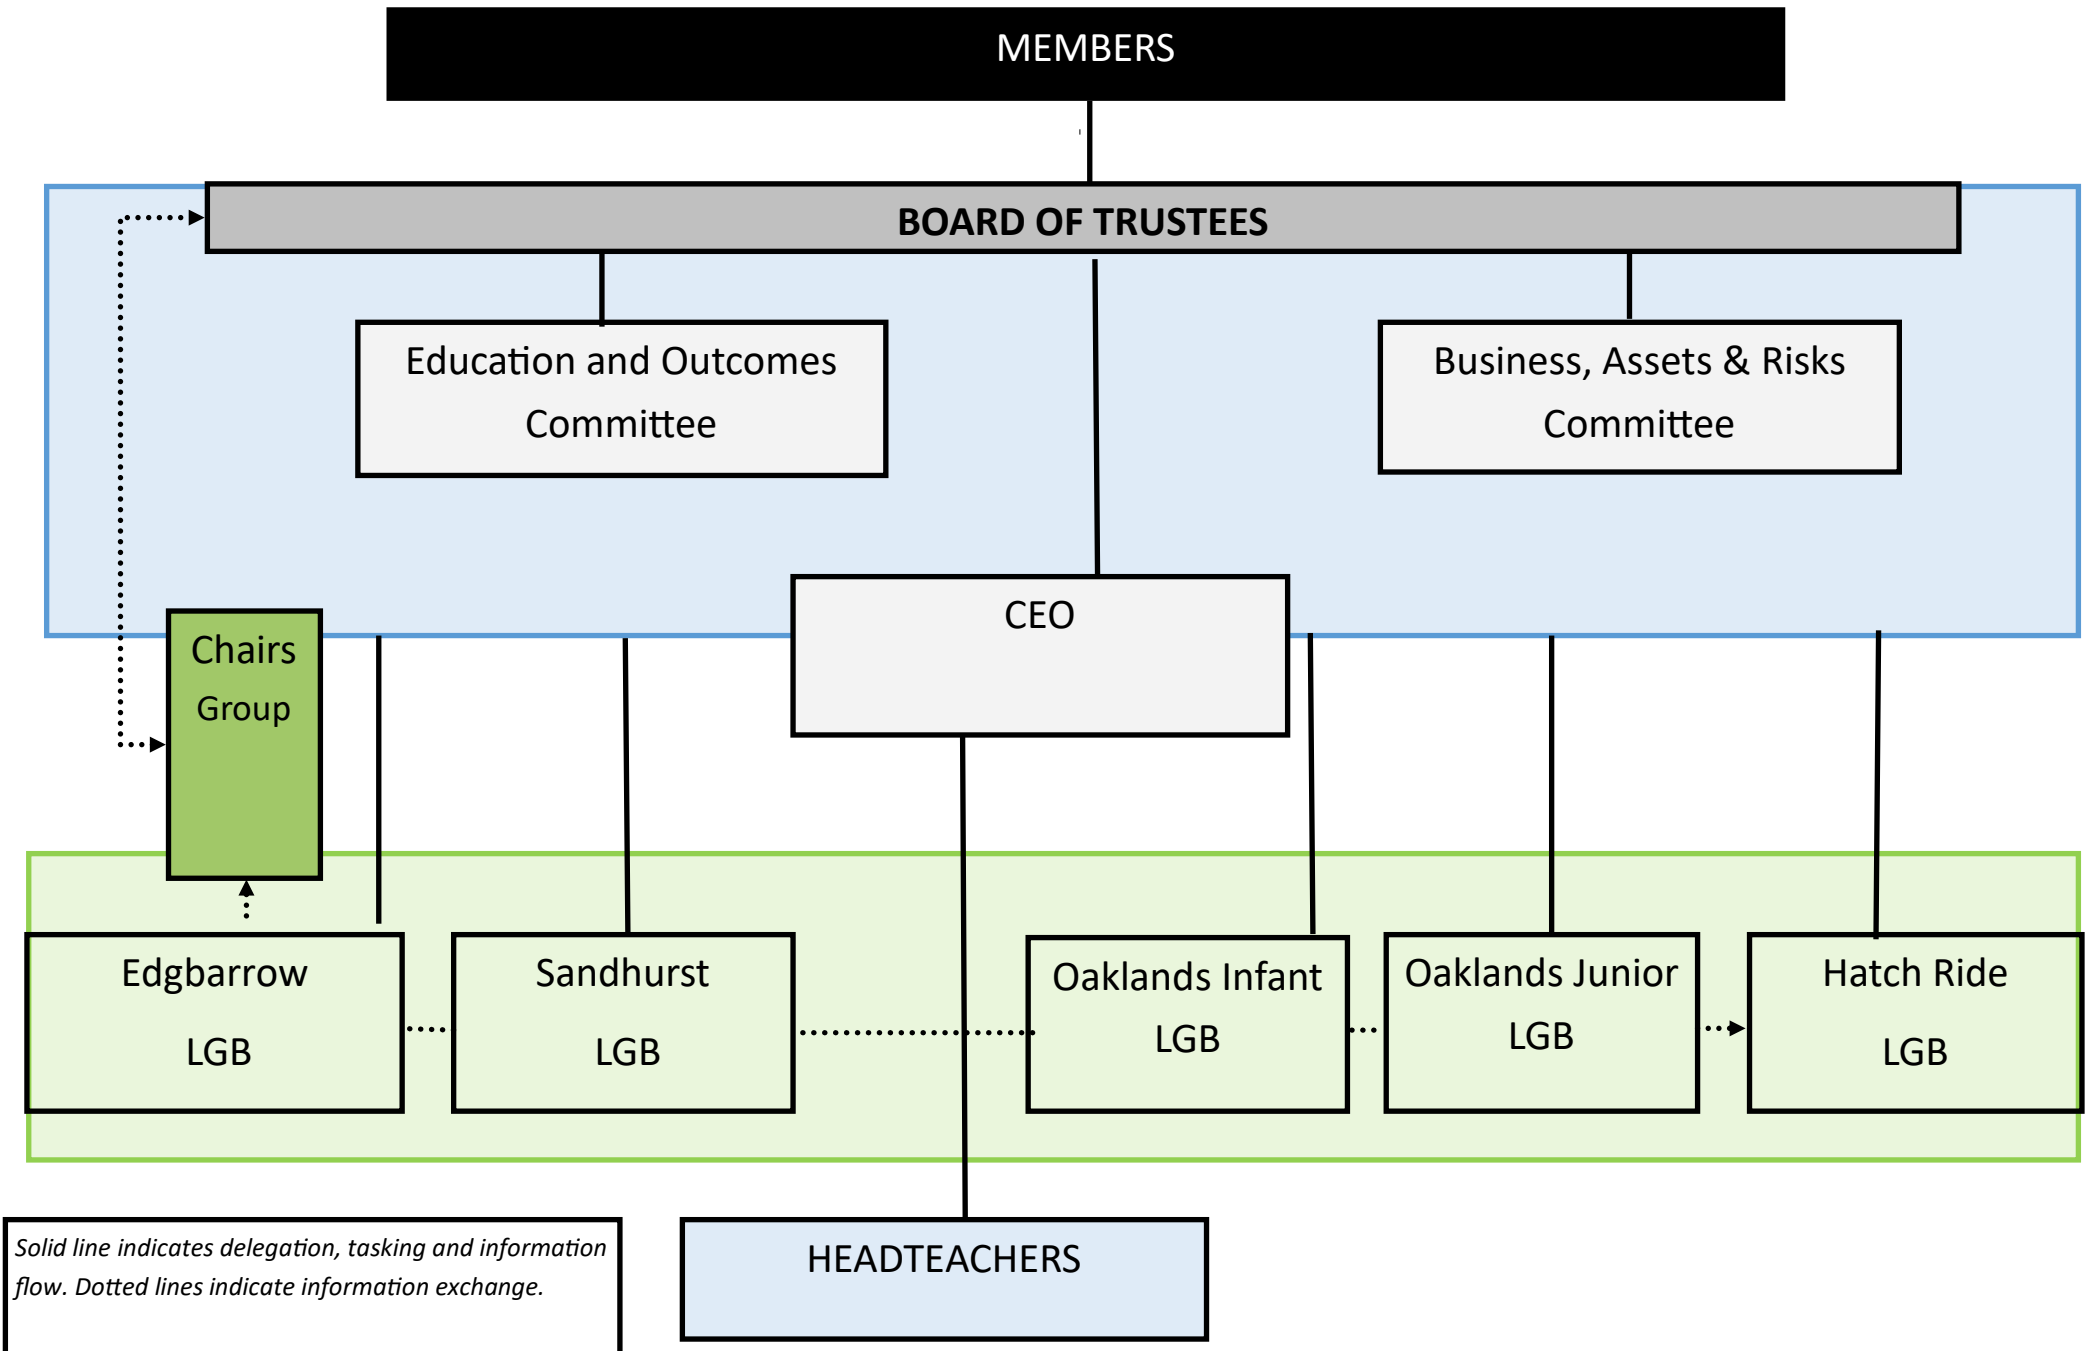 MEMBERS
BOARD OF TRUSTEES
Education and Outcomes
Committee
Business, Assets & Risks
Committee
CEO
Chairs
Group
Edgbarrow
LGB
Sandhurst
LGB
Oaklands Infant
LGB
Oaklands Junior
LGB
Hatch Ride
LGB
Solid line indicates delegation, tasking and information
flow. Dotted lines indicate information exchange.
HEADTEACHERS